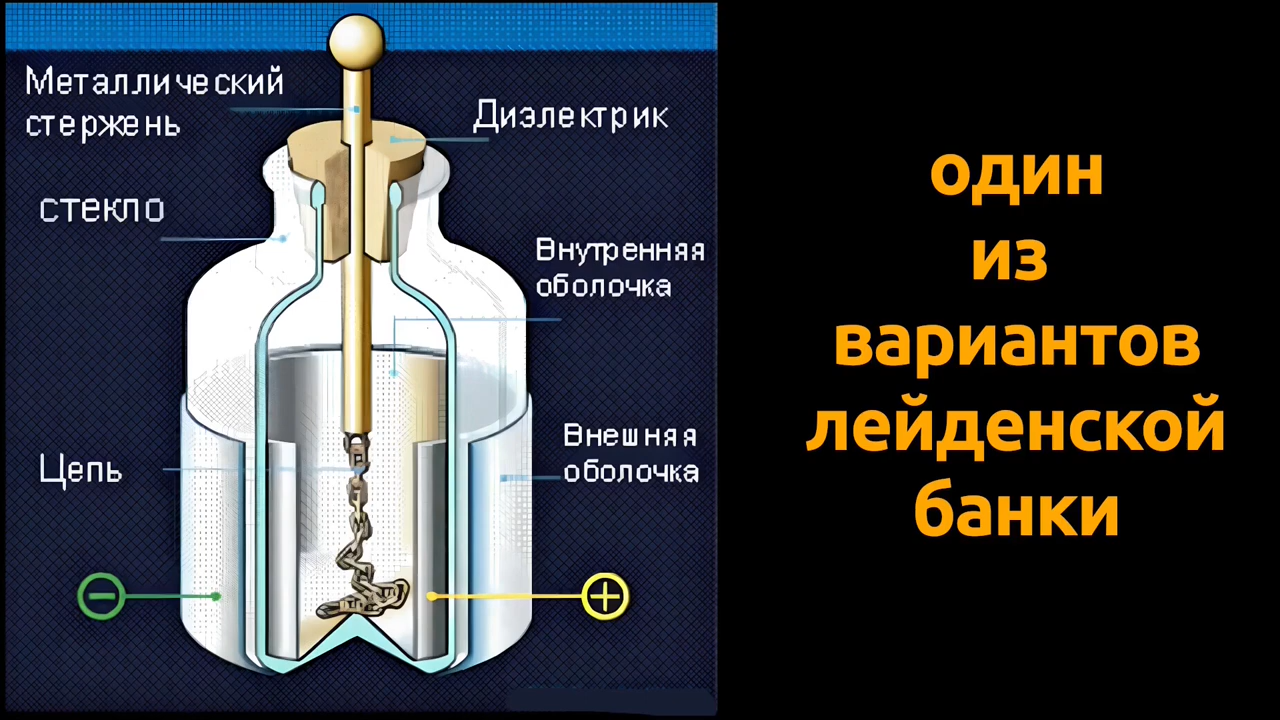 Металлический
стержень
Диэлектрик
стекло
Внутренняя
оболочка
Внешняя
оболочка
Цепь
−
+
один
из
вариантов
лейденской
банки